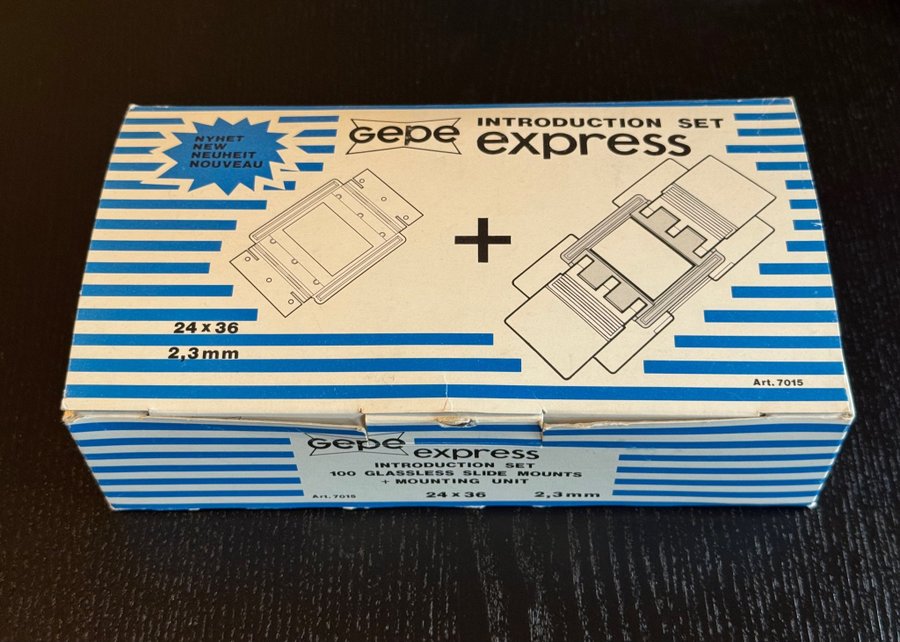 NYHET
NEW
NEUHEIT
NOUVEAU
Gepe
INTRODUCTION SET
express
+
24 x 36
2,3mm
Art. 7015
Gepe express
INTRODUCTION SET
100 GLASSLESS SLIDE MOUNTS
+ MOUNTING UNIT
Art. 7015 24 x 36 2,3mm